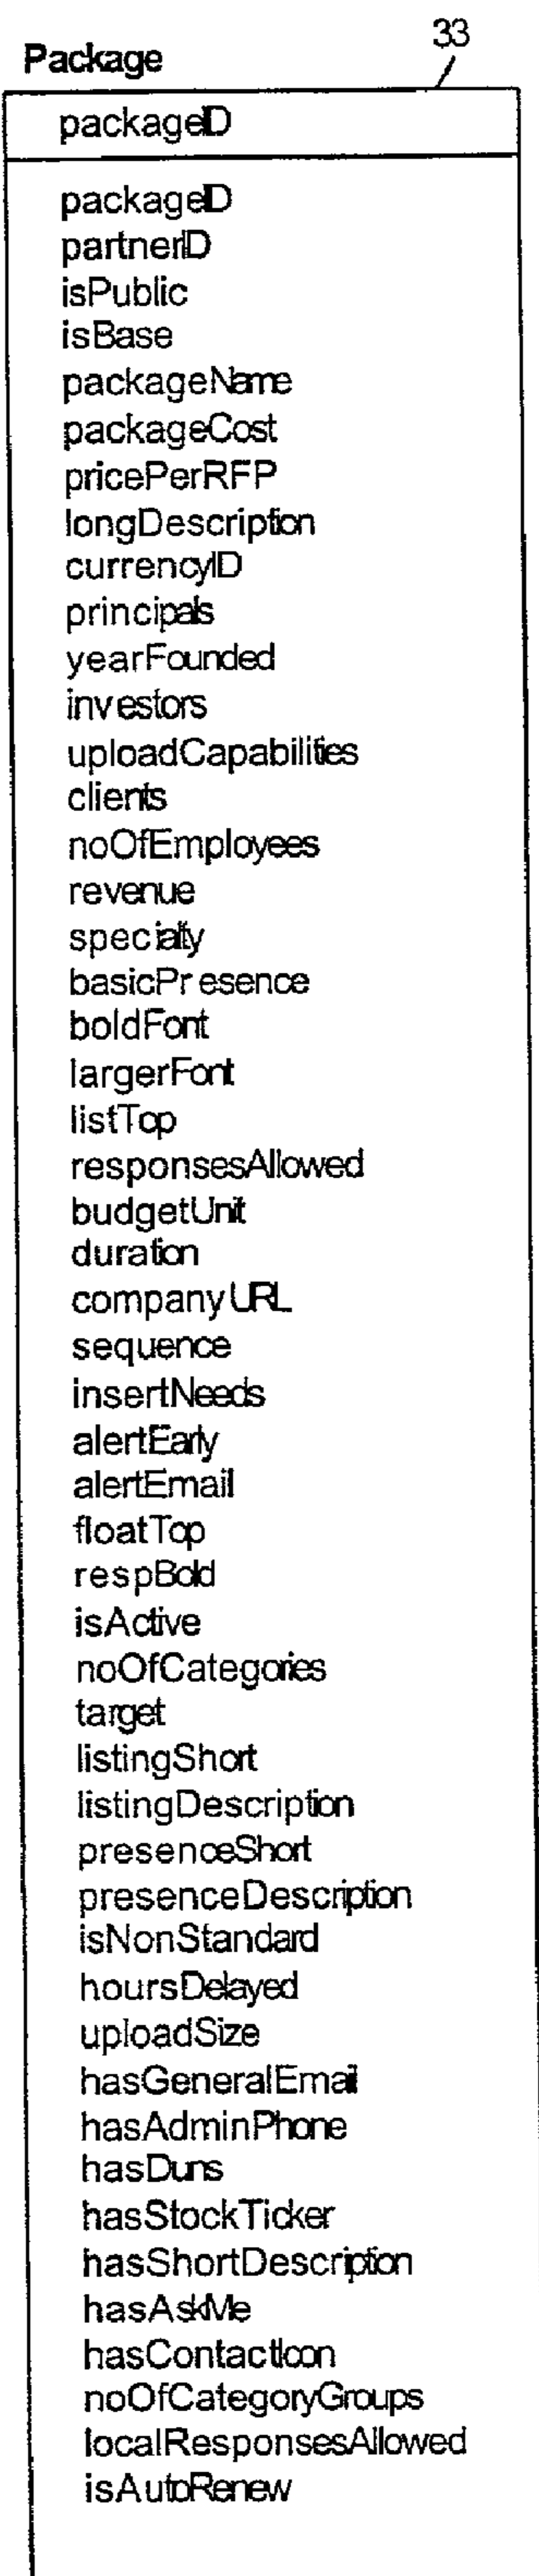 Package 33
packageID
packageID
partnerID
isPublic
isBase
packageName
packageCost
pricePerRFP
longDescription
currencyID
principals
yearFounded
investors
uploadCapabilities
clients
noOfEmployees
revenue
specialty
basicPresence
boldFont
largerFont
listTop
responsesAllowed
budgetUnit
duration
companyURL
sequence
insertNeeds
alertEarly
alertEmail
floatTop
respBold
isActive
noOfCategories
target
listingShort
listingDescription
presenceShort
presenceDescription
isNonStandard
hoursDelayed
uploadSize
hasGeneralEmail
hasAdminPhone
hasDuns
hasStockTicker
hasShortDescription
hasAskMe
hasContactIcon
noOfCategoryGroups
localResponsesAllowed
isAutoRenew